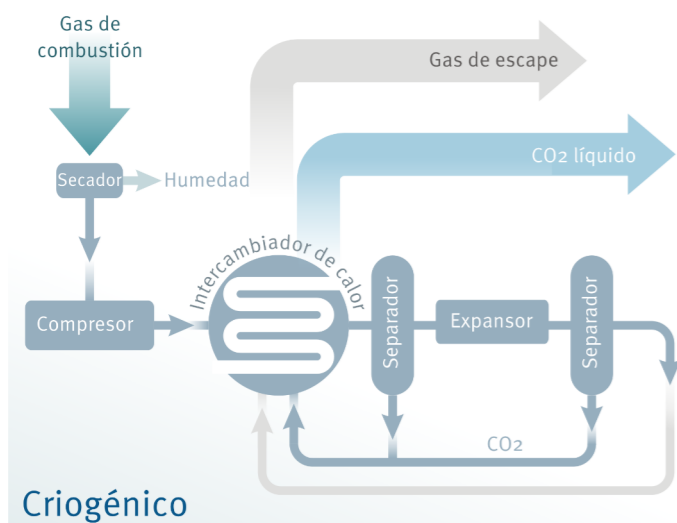 Gas de
combustión
Gas de escape
CO2 líquido
Secador
Humedad
Intercambiador de calor
Compresor
Separador
Expansor
Separador
CO2
Criogénico